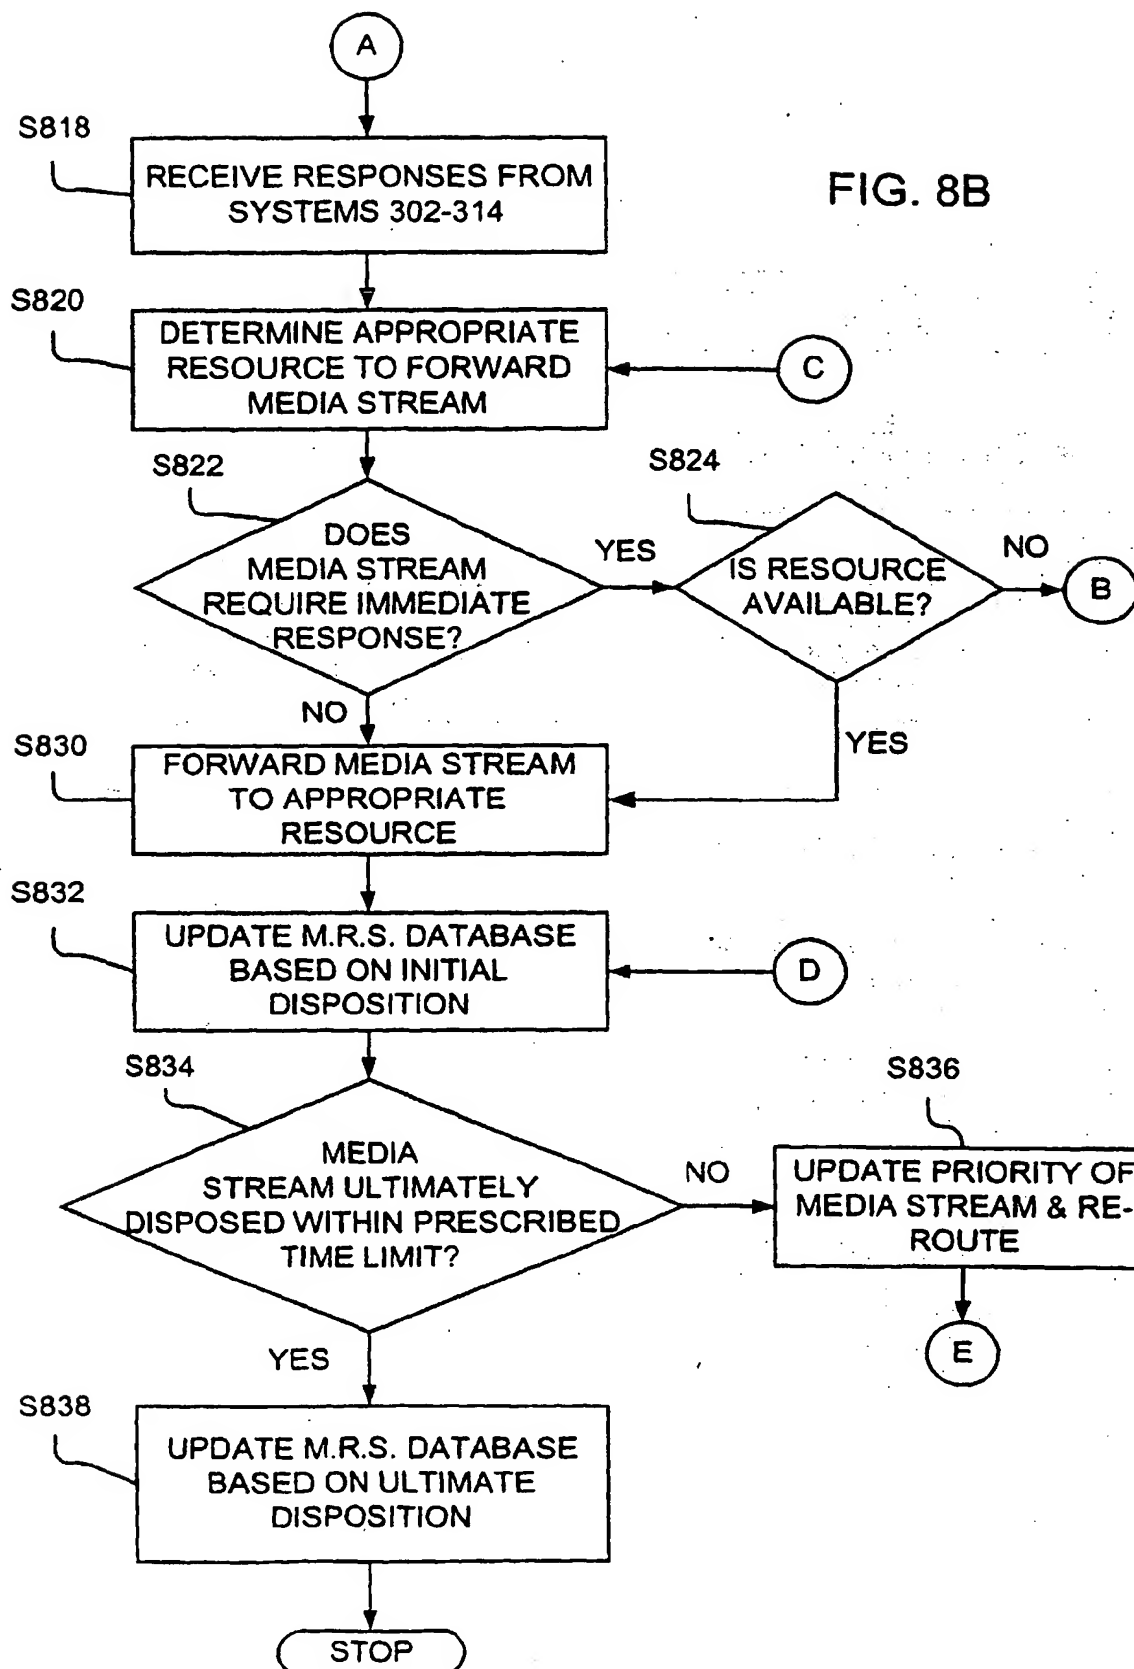 A
S818
RECEIVE RESPONSES FROM
SYSTEMS 302-314
FIG. 8B
S820
DETERMINE APPROPRIATE
RESOURCE TO FORWARD
MEDIA STREAM
C
S822
DOES
MEDIA STREAM
REQUIRE IMMEDIATE
RESPONSE?
YES
S824
IS RESOURCE
AVAILABLE?
NO
B
NO
YES
S830
FORWARD MEDIA STREAM
TO APPROPRIATE
RESOURCE
S832
UPDATE M.R.S. DATABASE
BASED ON INITIAL
DISPOSITION
D
S834
MEDIA
STREAM ULTIMATELY
DISPOSED WITHIN PRESCRIBED
TIME LIMIT?
NO
S836
UPDATE PRIORITY OF
MEDIA STREAM & RE-
ROUTE
E
YES
S838
UPDATE M.R.S. DATABASE
BASED ON ULTIMATE
DISPOSITION
STOP